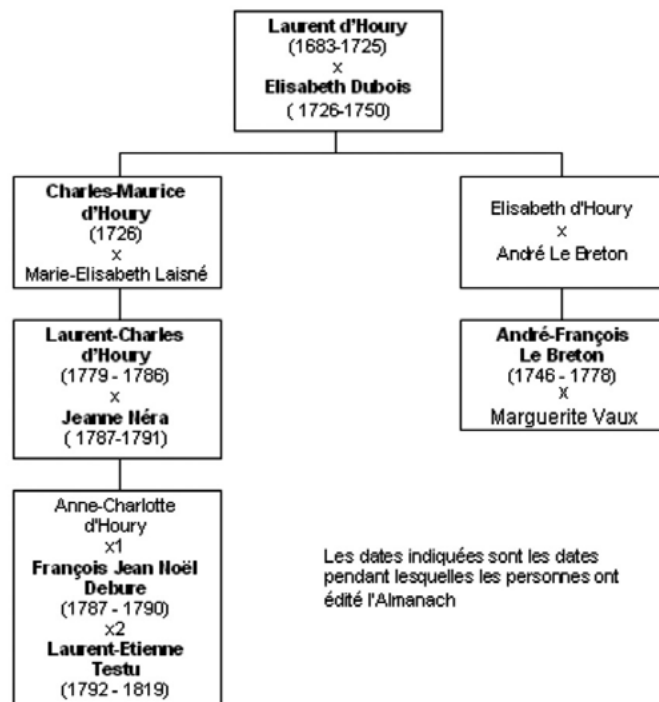 Laurent d'Houry
(1683-1725)
x
Elisabeth Dubois
( 1726-1750)
Charles-Maurice
d'Houry
(1726)
x
Marie-Elisabeth Laisné
Elisabeth d'Houry
x
André Le Breton
Laurent-Charles
d'Houry
(1779 - 1786)
x
Jeanne Néra
( 1787-1791)
André-François
Le Breton
(1746 - 1778)
x
Marguerite Vaux
Anne-Charlotte
d'Houry
x1
François Jean Noël
Debure
(1787 - 1790)
x2
Laurent-Etienne
Testu
(1792 - 1819)
Les dates indiquées sont les dates
pendant lesquelles les personnes ont
édité l'Almanach